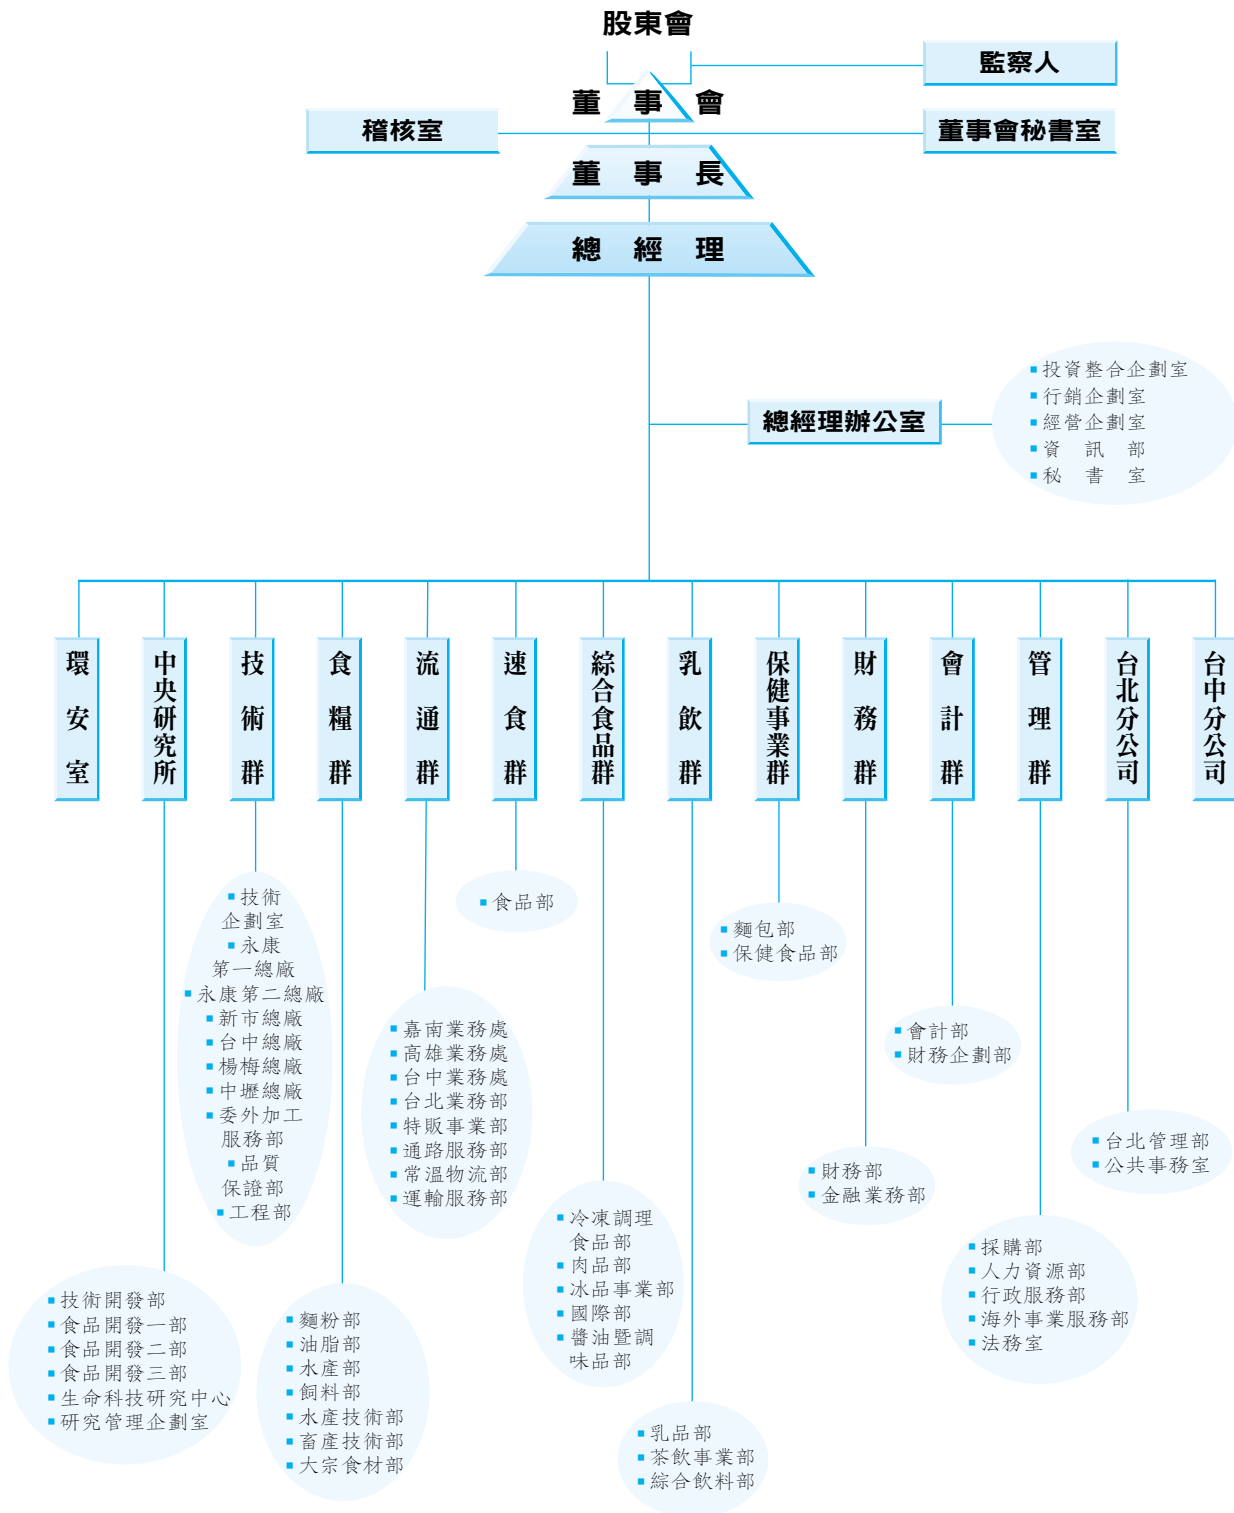 股東會
監察人
董事會
稽核室
董事會秘書室
董事長
總經理
總經理辦公室
投資整合企劃室
行銷企劃室
經營企劃室
資訊部
秘書室
環安室
中央研究所
技術群
食糧群
流通群
速食群
綜合食品群
乳飲群
保健事業群
財務群
會計群
管理群
台北分公司
台中分公司
技術開發部
食品開發一部
食品開發二部
食品開發三部
生命科技研究中心
研究管理企劃室
技術
企劃室
永康
第一總廠
永康第二總廠
新市總廠
台中總廠
楊梅總廠
中壢總廠
委外加工
服務部
品質
保證部
工程部
麵粉部
油脂部
水產部
飼料部
水產技術部
畜產技術部
大宗食材部
嘉南業務處
高雄業務處
台中業務處
台北業務部
特販事業部
通路服務部
常溫物流部
運輸服務部
食品部
冷凍調理
食品部
肉品部
冰品事業部
國際部
醬油暨調
味品部
乳品部
茶飲事業部
綜合飲料部
麵包部
保健食品部
財務部
金融業務部
會計部
財務企劃部
採購部
人力資源部
行政服務部
海外事業服務部
法務室
台北管理部
公共事務室